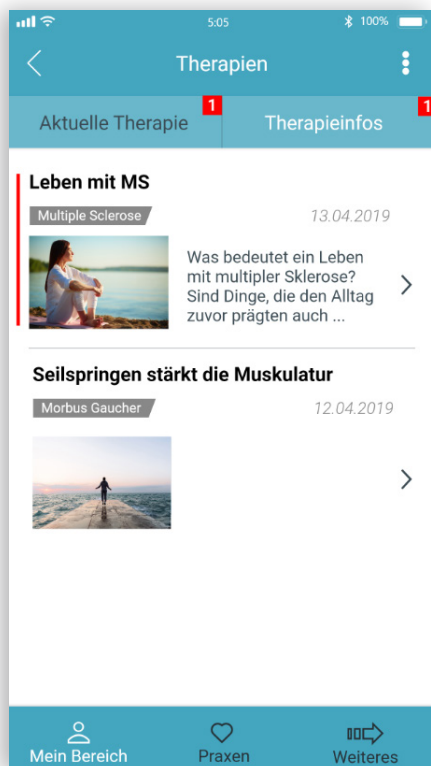 5:05
100%
Therapien
1
1
Aktuelle Therapie
Therapieinfos
Leben mit MS
Multiple Sclerose
13.04.2019
Was bedeutet ein Leben
mit multipler Sklerose?
Sind Dinge, die den Alltag
zuvor prägten auch ...
Seilspringen stärkt die Muskulatur
Morbus Gaucher
12.04.2019
Mein Bereich
Praxen
Weiteres